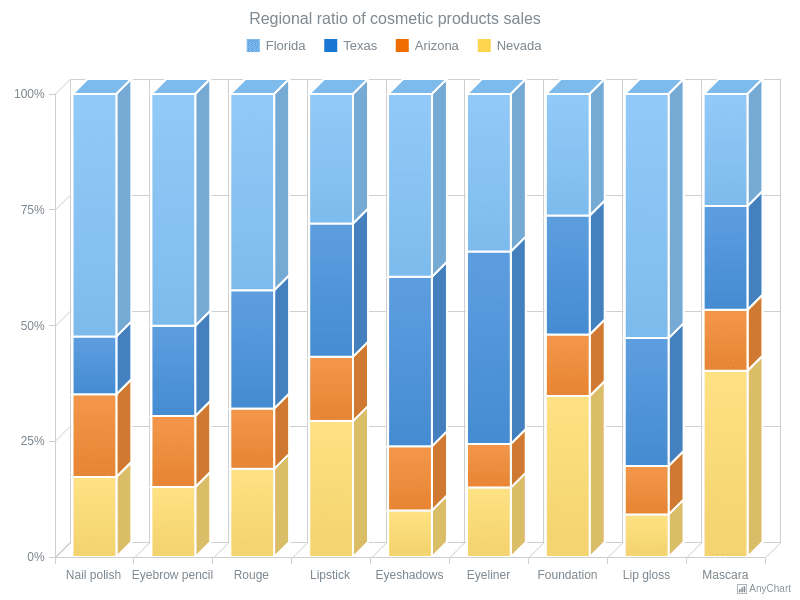 Regional ratio of cosmetic products sales
Florida Texas Arizona Nevada
100%
75%
50%
25%
0%
Nail polish Eyebrow pencil Rouge Lipstick Eyeshadows Eyeliner Foundation Lip gloss Mascara
AnyChart